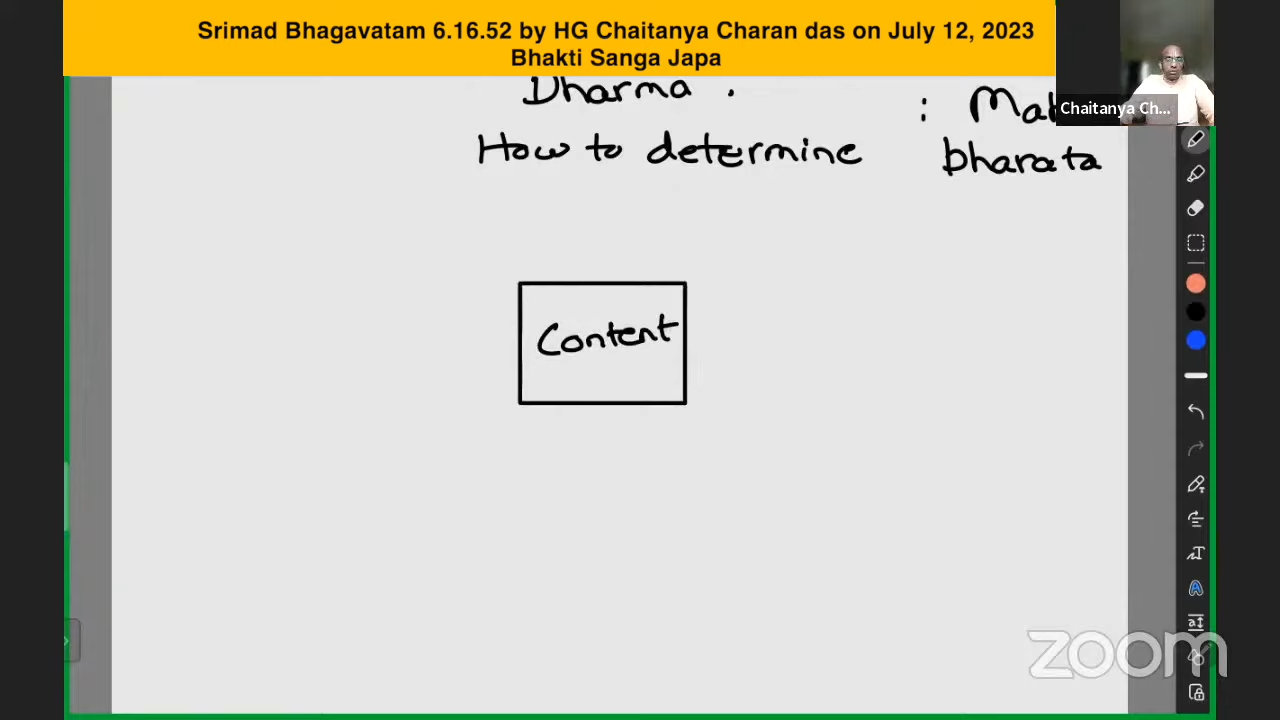 Srimad Bhagavatam 6.16.52 by HG Chaitanya Charan das on July 12, 2023
Bhakti Sanga Japa
Chaitanya Ch...
Dharma .
: Mah
How to determine
bharata
Content
zoom